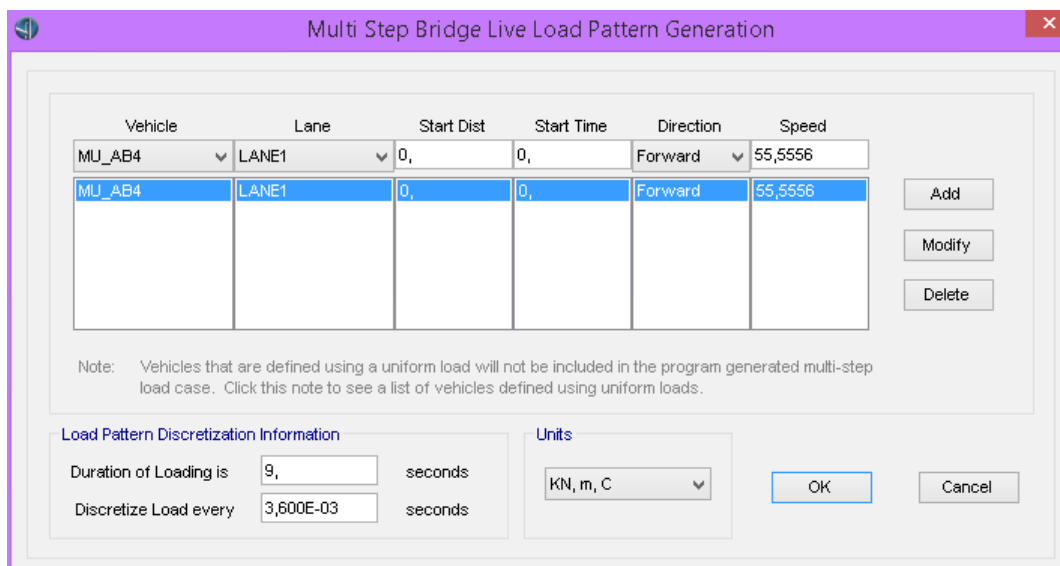 Multi Step Bridge Live Load Pattern Generation
Vehicle Lane Start Dist Start Time Direction Speed
MU_AB4 LANE1 0, 0, Forward 55,5556
MU_AB4 LANE1 0, 0, Forward 55,5556
Add
Modify
Delete
Note: Vehicles that are defined using a uniform load will not be included in the program generated multi-step
load case. Click this note to see a list of vehicles defined using uniform loads.
Load Pattern Discretization Information
Duration of Loading is 9, seconds
Discretize Load every 3,600E-03 seconds
Units
KN, m, C
OK
Cancel